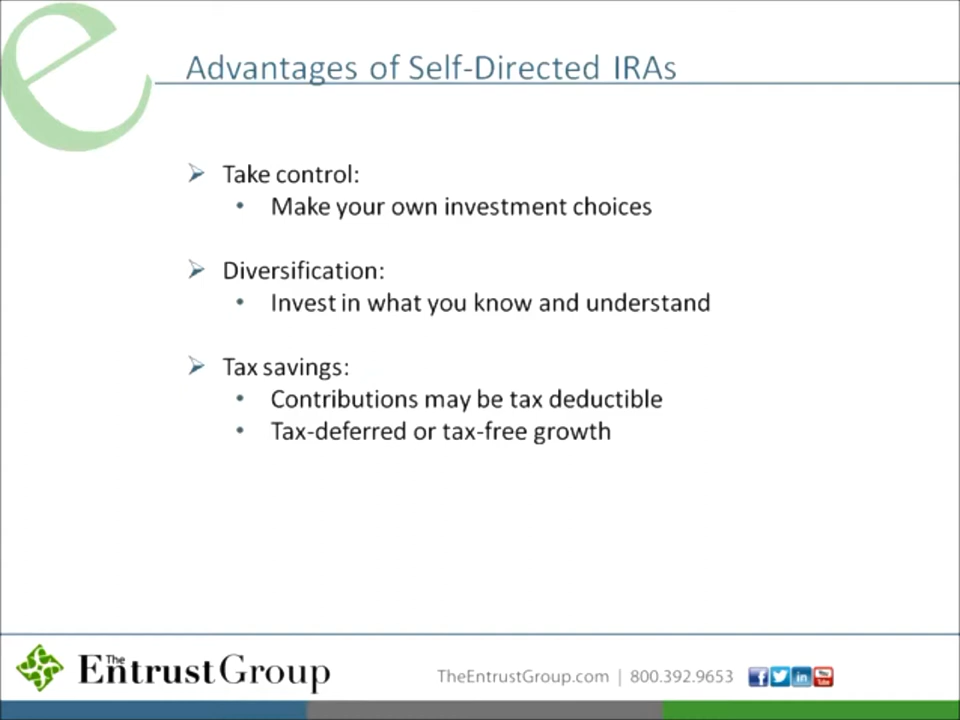 Advantages of Self-Directed IRAs
Take control:
Make your own investment choices
Diversification:
Invest in what you know and understand
Tax savings:
Contributions may be tax deductible
Tax-deferred or tax-free growth
The Entrust Group
TheEntrustGroup.com | 800.392.9653